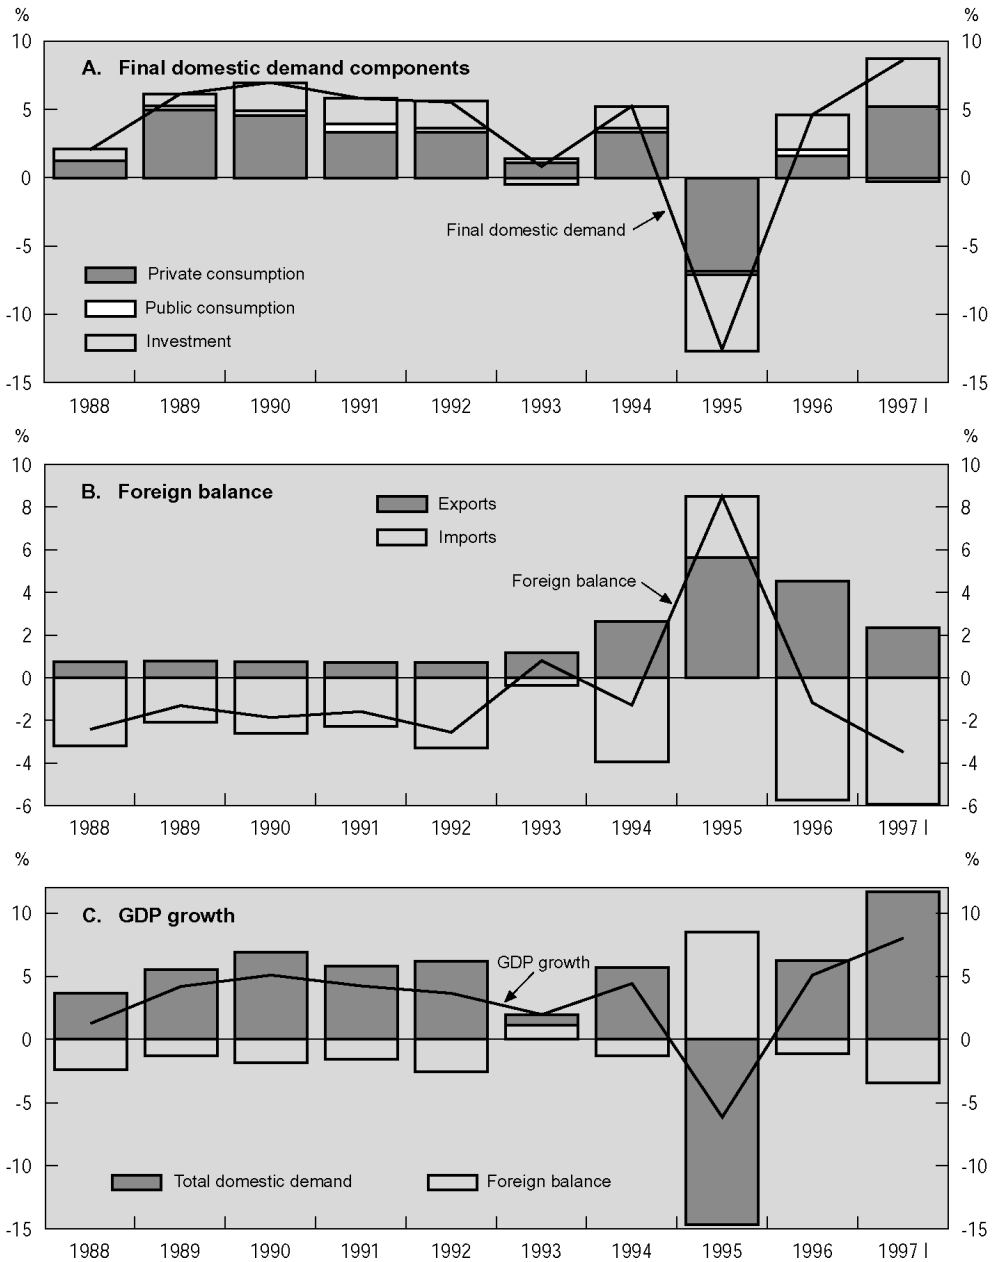 % %
10 10
A. Final domestic demand components
5 5
0 0
Final domestic demand
-5 -5
Private consumption
Public consumption
-10 -10
Investment
-15 -15
1988 1989 1990 1991 1992 1993 1994 1995 1996 1997 I
% %
10 10
B. Foreign balance
8 Exports 8
Imports
6 6
Foreign balance
4 4
2 2
0 0
-2 -2
-4 -4
-6 -6
1988 1989 1990 1991 1992 1993 1994 1995 1996 1997 I
% %
C. GDP growth
10 10
GDP growth
5 5
0 0
-5 -5
-10 -10
Total domestic demand Foreign balance
-15 -15
1988 1989 1990 1991 1992 1993 1994 1995 1996 1997 I